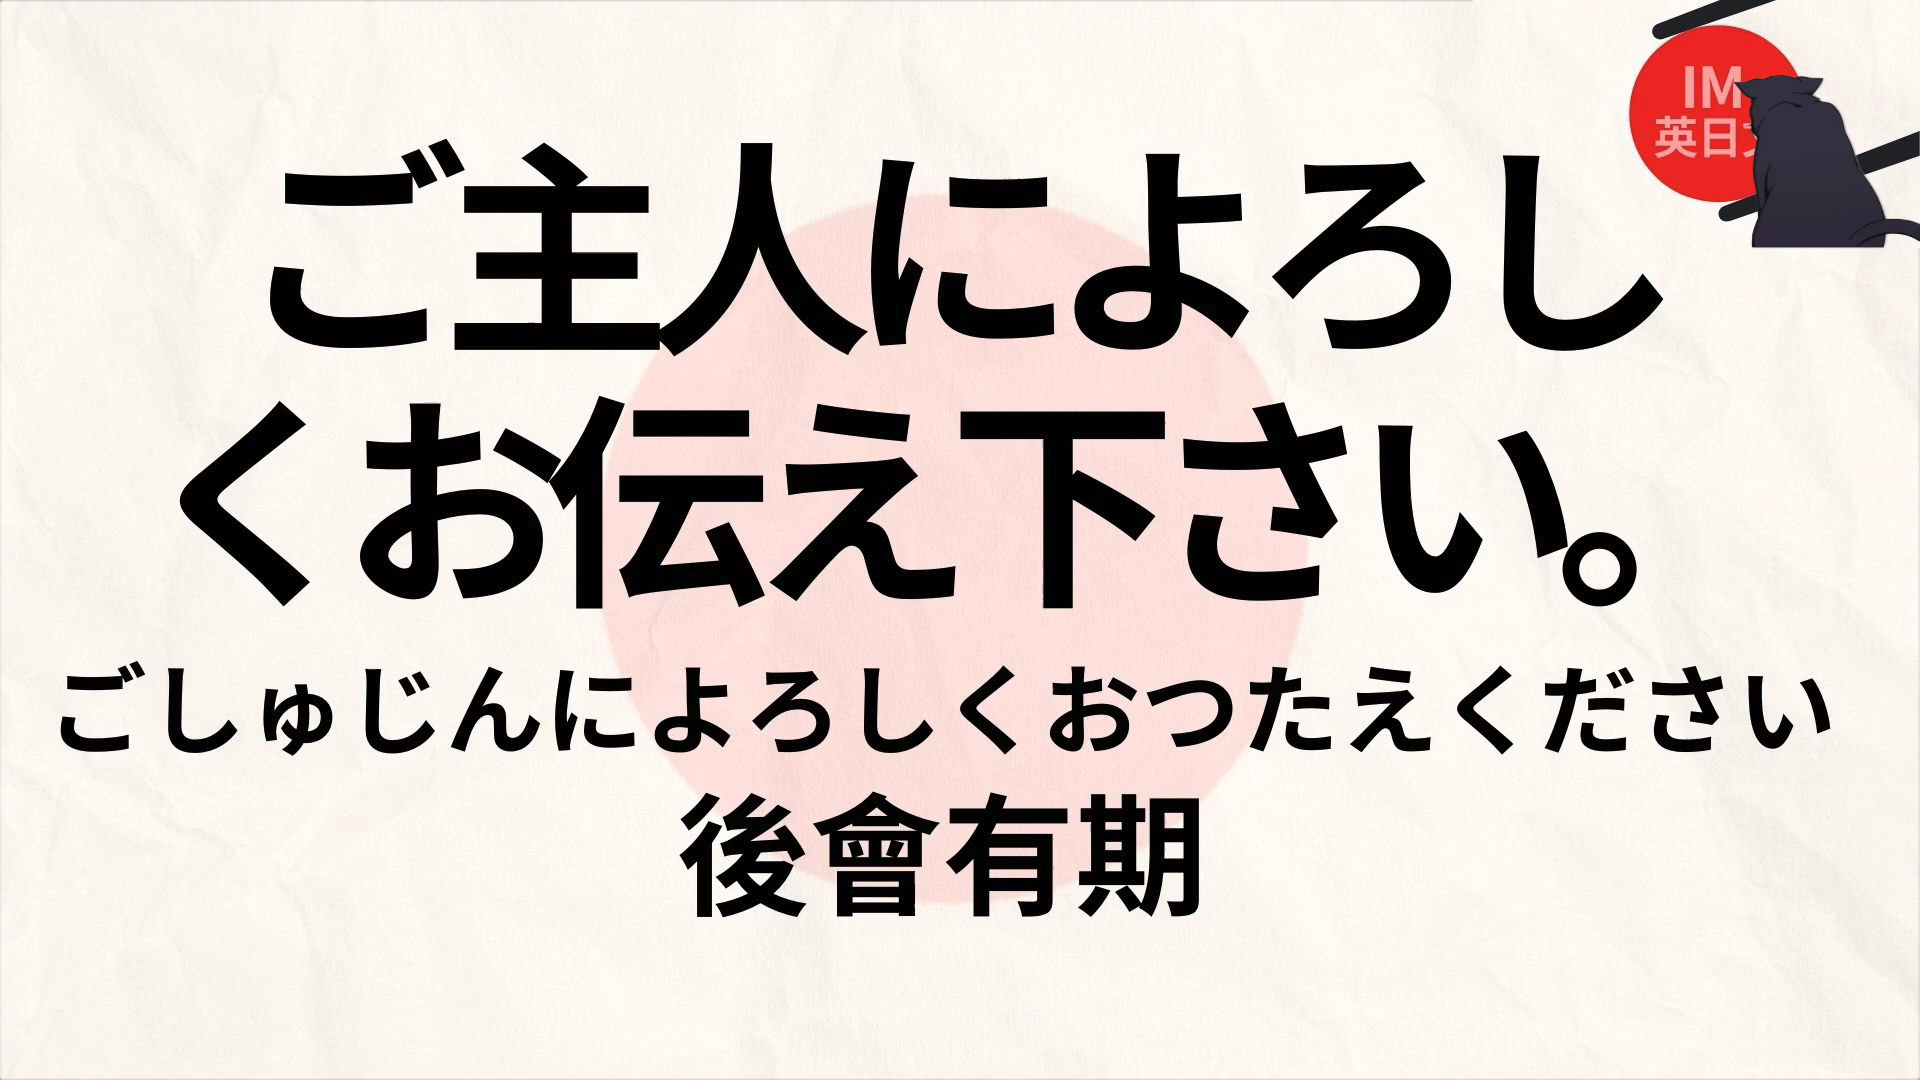 IM
英日
ご主人によろし
くお伝え下さい。
ごしゅじんによろしくおつたえください
後會有期